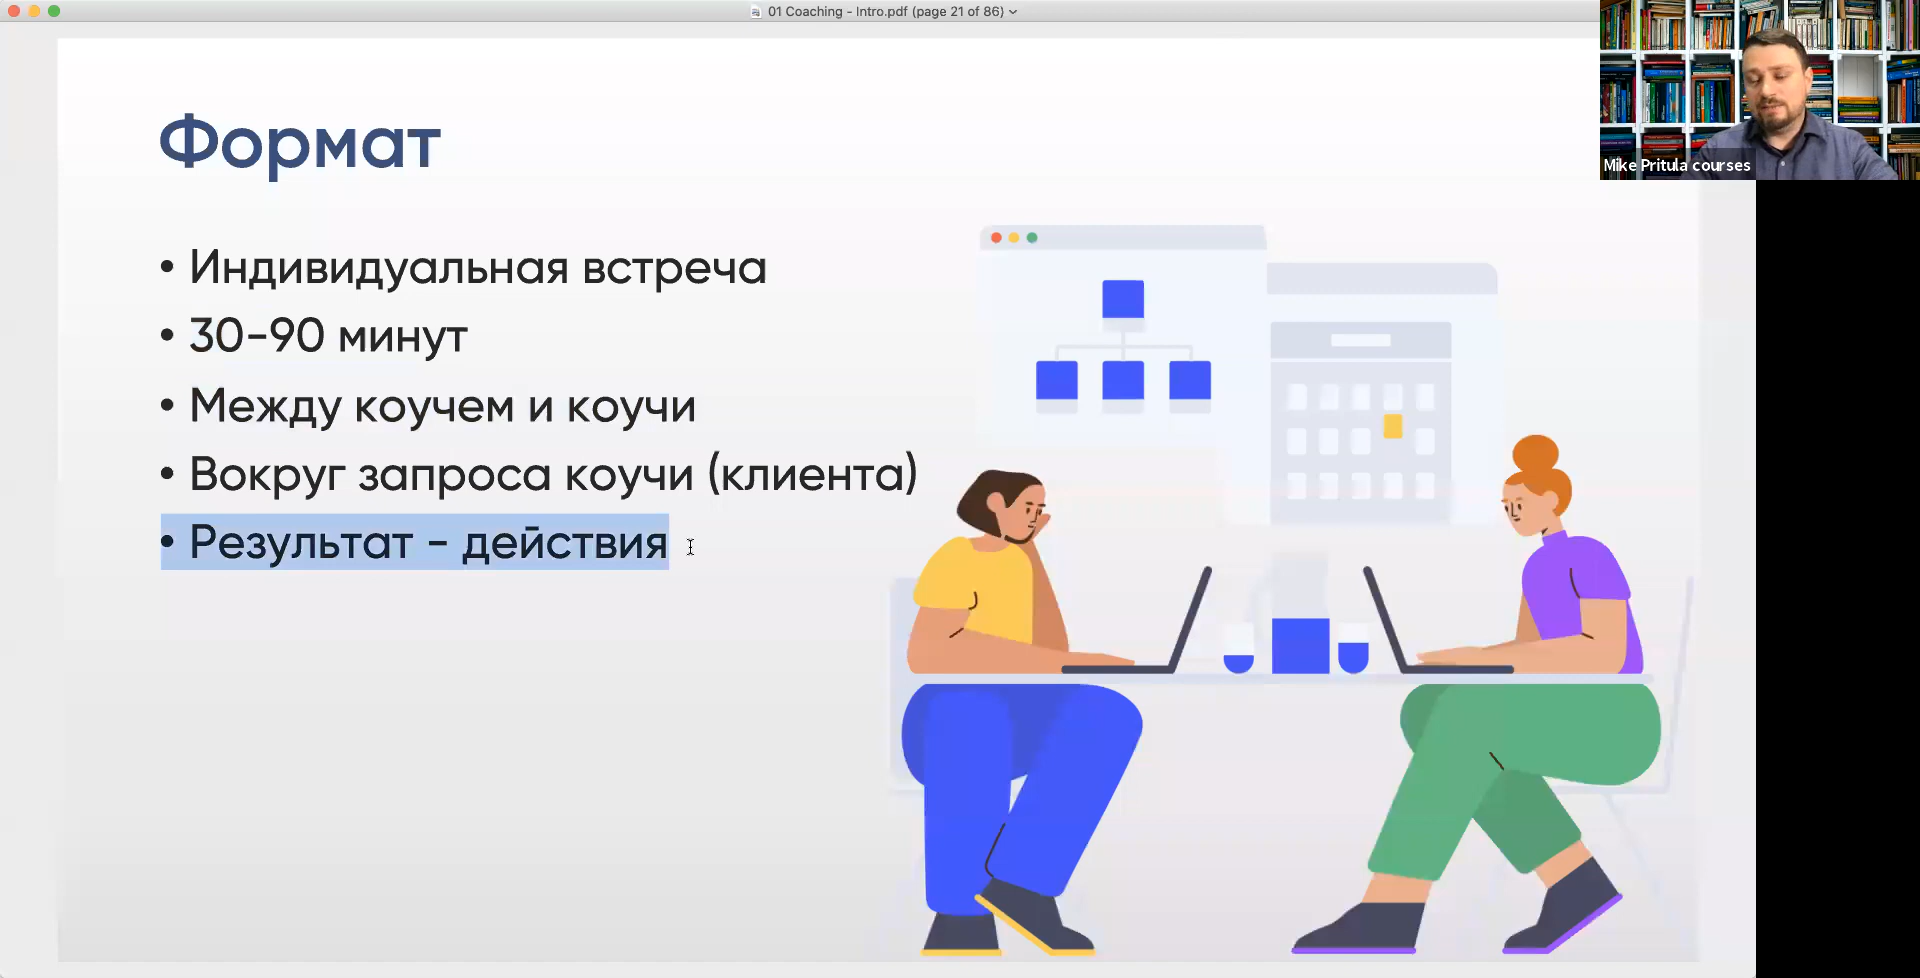 01 Coaching - Intro.pdf (page 21 of 86)
Mike Pritula courses
Формат
• Индивидуальная встреча
• 30-90 минут
• Между коучем и коучи
• Вокруг запроса коучи (клиента)
• Результат - действия